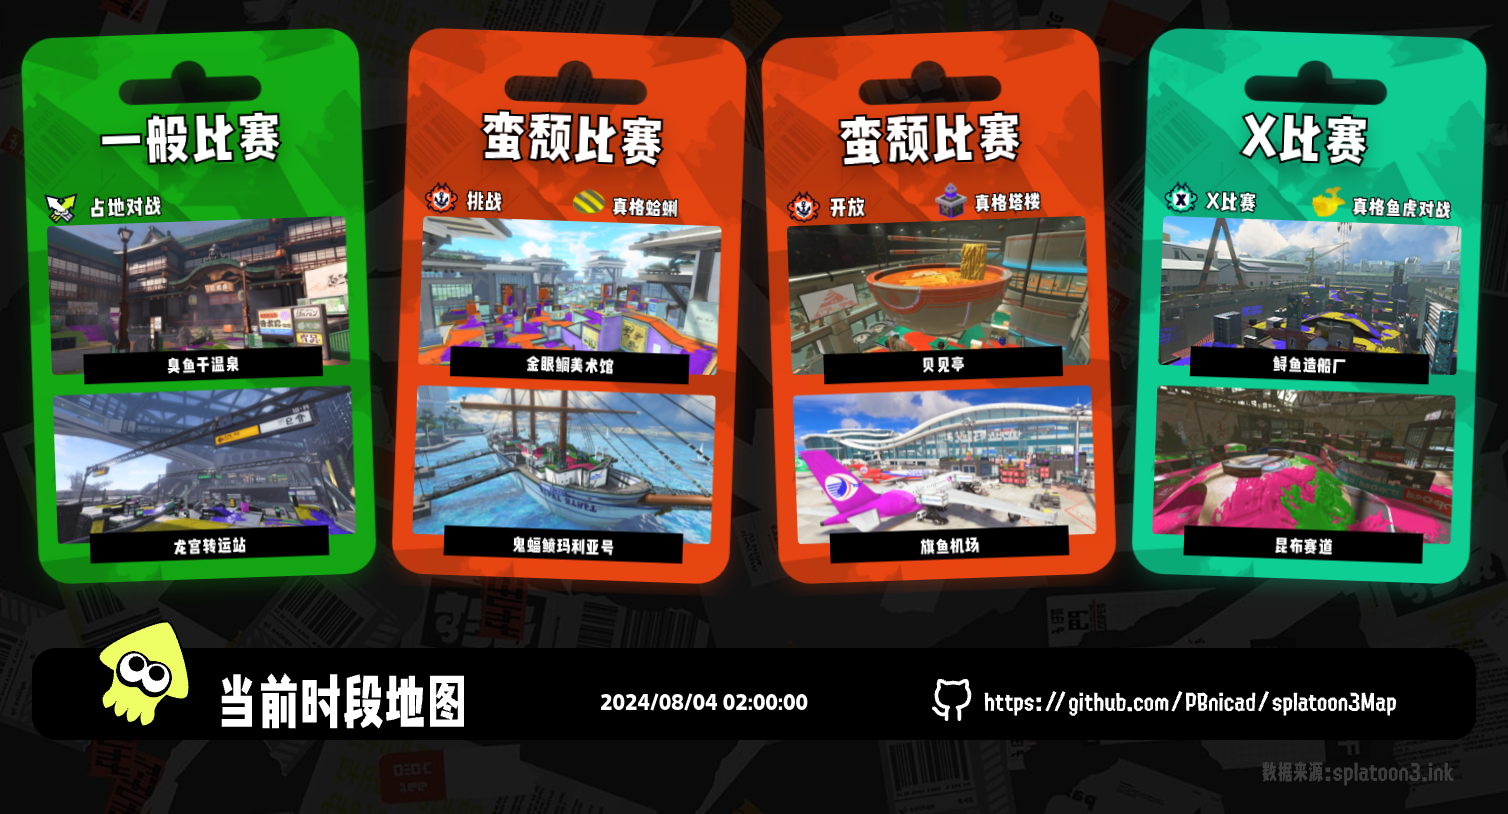 一般比赛
占地对战
臭鱼干温泉
龙宫转运站
蛮颓比赛
挑战
真格蛤蜊
金眼鲷美术馆
鬼蝠鲼玛利亚号
蛮颓比赛
开放
真格塔楼
贝见亭
旗鱼机场
X比赛
X比赛
真格鱼虎对战
鲟鱼造船厂
昆布赛道
当前时段地图
2024/08/04 02:00:00
https://github.com/PBnicad/splatoon3Map
数据来源:splatoon3.ink